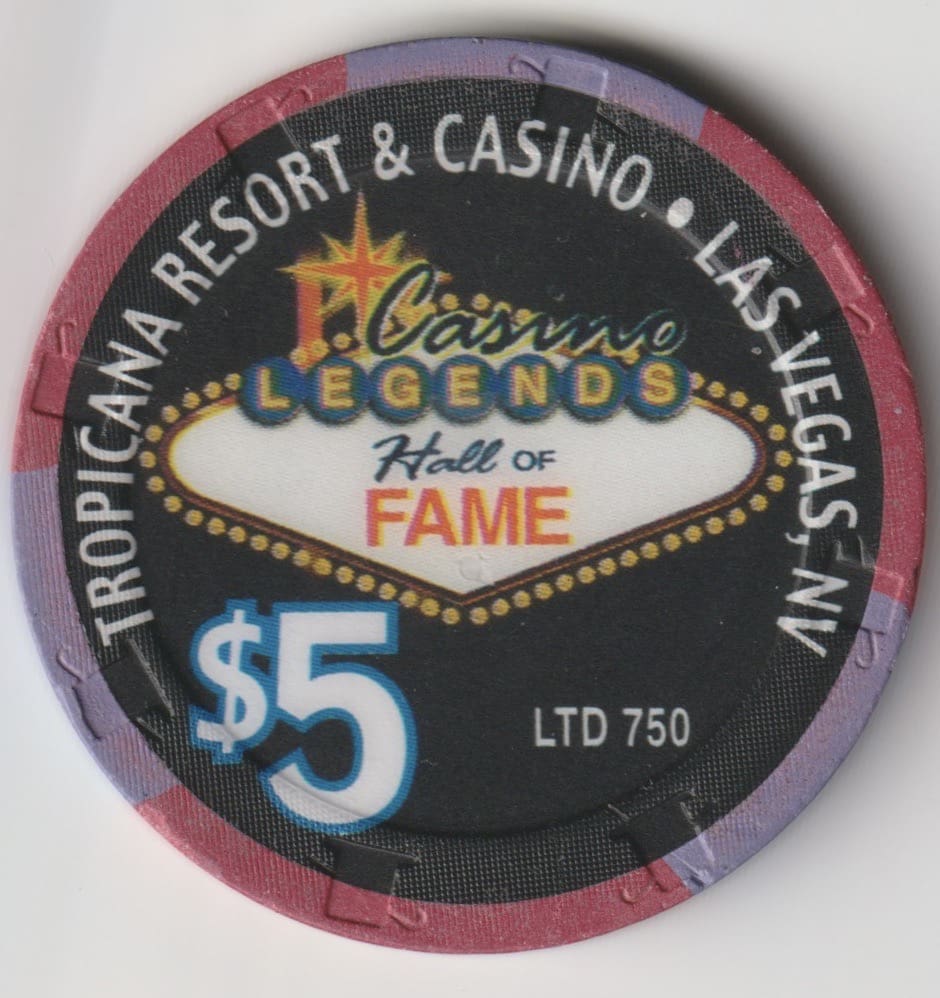 TROPICANA RESORT & CASINO • LAS VEGAS, NV
Casino
LEGENDS
Hall OF
FAME
$5
LTD 750